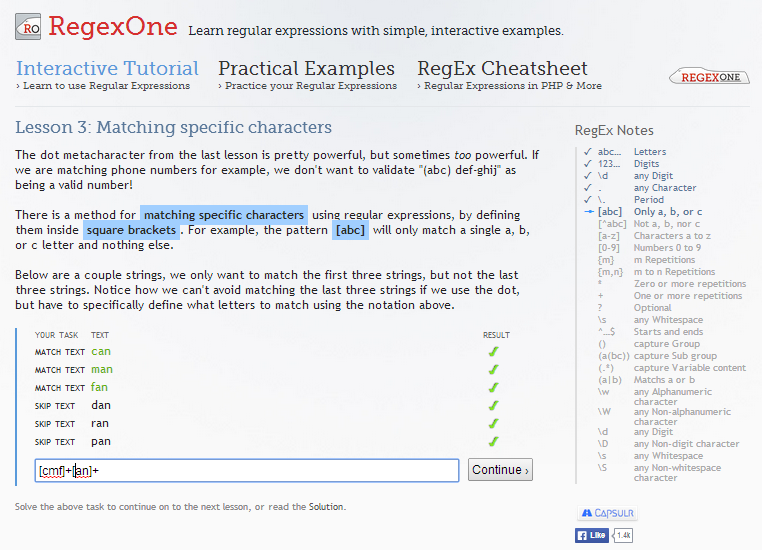 RO RegexOne Learn regular expressions with simple, interactive examples.
Interactive Tutorial Practical Examples RegEx Cheatsheet
› Learn to use Regular Expressions › Practice your Regular Expressions › Regular Expressions in PHP & More
REGEXONE
Lesson 3: Matching specific characters
The dot metacharacter from the last lesson is pretty powerful, but sometimes too powerful. If
we are matching phone numbers for example, we don't want to validate "(abc) def-ghij" as
being a valid number!
There is a method for matching specific characters using regular expressions, by defining
them inside square brackets . For example, the pattern [abc] will only match a single a, b,
or c letter and nothing else.
Below are a couple strings, we only want to match the first three strings, but not the last
three strings. Notice how we can't avoid matching the last three strings if we use the dot,
but have to specifically define what letters to match using the notation above.
YOUR TASK TEXT RESULT
MATCH TEXT can
MATCH TEXT man
MATCH TEXT fan
SKIP TEXT dan
SKIP TEXT ran
SKIP TEXT pan
[cmf]+[an]+ Continue ›
Solve the above task to continue on to the next lesson, or read the Solution.
RegEx Notes
✓ abc… Letters
✓ 123… Digits
✓ \d any Digit
✓ . any Character
✓ \. Period
[abc] Only a, b, or c
[^abc] Not a, b, nor c
[a-z] Characters a to z
[0-9] Numbers 0 to 9
{m} m Repetitions
{m,n} m to n Repetitions
* Zero or more repetitions
+ One or more repetitions
? Optional
\s any Whitespace
^…$ Starts and ends
() capture Group
(a(bc)) capture Sub group
(.*) capture Variable content
(a|b) Matchs a or b
\w any Alphanumeric
character
\W any Non-alphanumeric
character
\d any Digit
\D any Non-digit character
\s any Whitespace
\S any Non-whitespace
character
CAPSULR
Like 1.4k